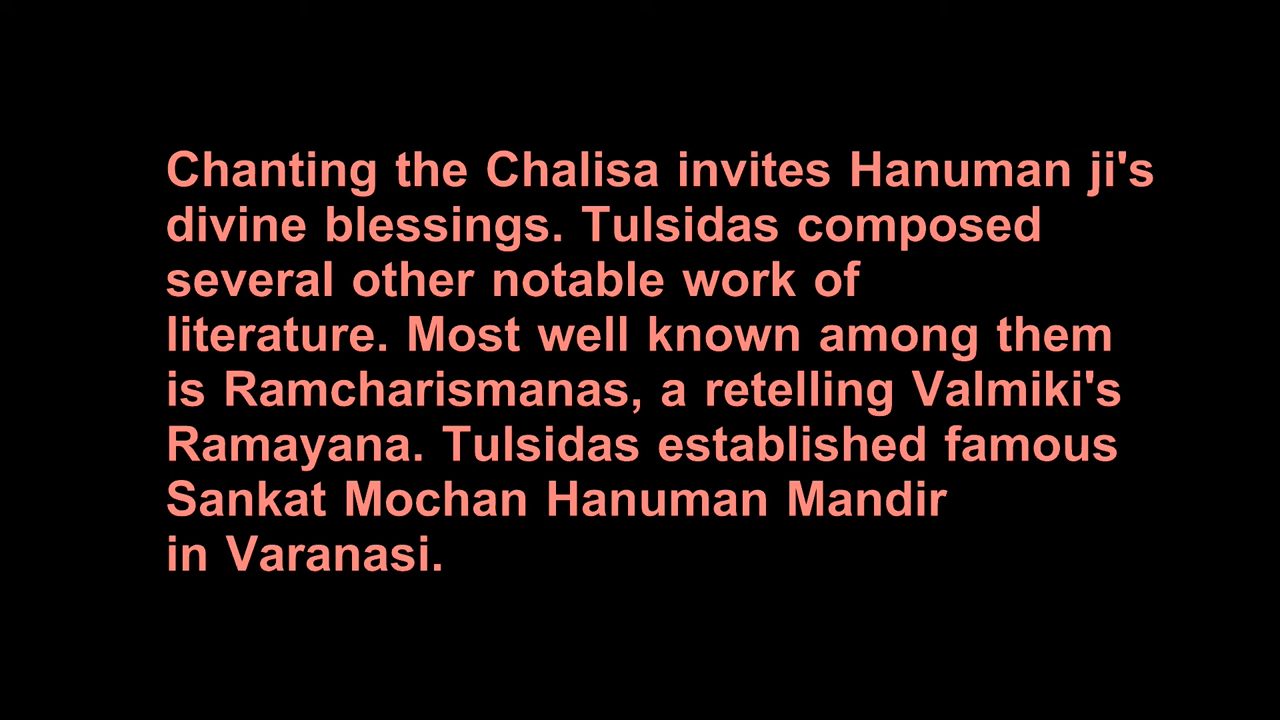 Chanting the Chalisa invites Hanuman ji's
divine blessings. Tulsidas composed
several other notable work of
literature. Most well known among them
is Ramcharismanas, a retelling Valmiki's
Ramayana. Tulsidas established famous
Sankat Mochan Hanuman Mandir
in Varanasi.